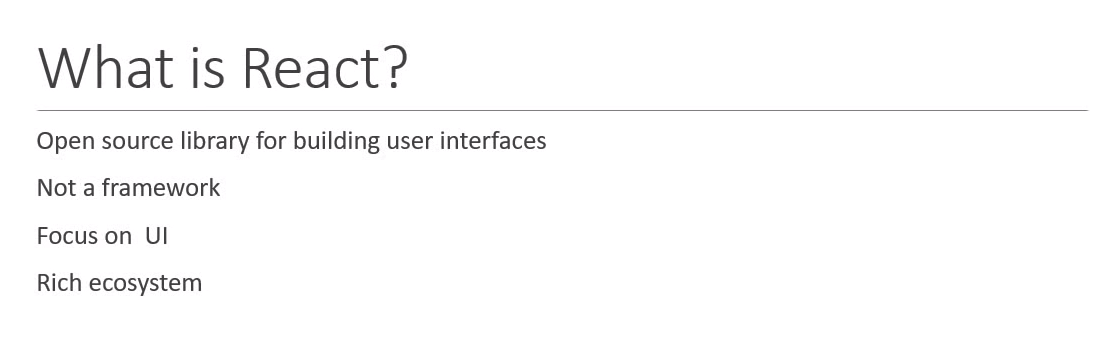 What is React?
Open source library for building user interfaces
Not a framework
Focus on  UI
Rich ecosystem